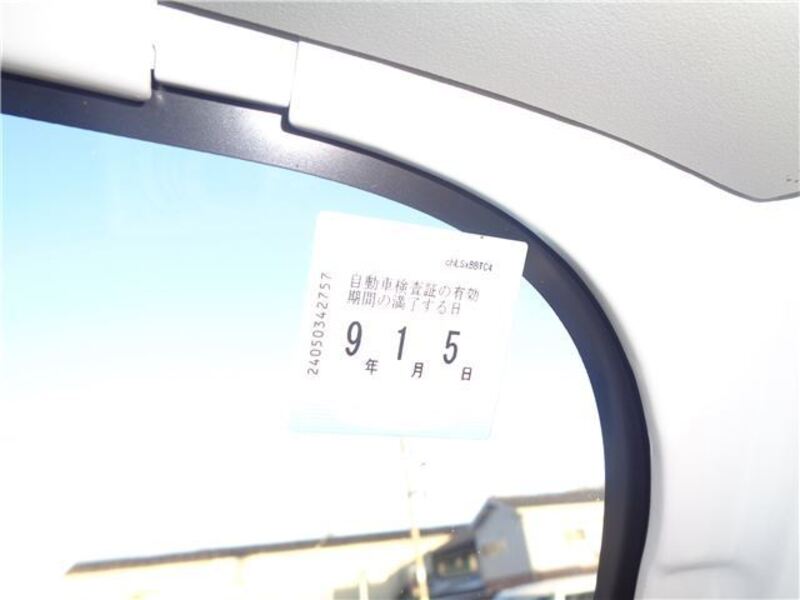 chLSxBBTC4
自動車検査証の有効
期間の満了する日
9年1月5日
24050342757